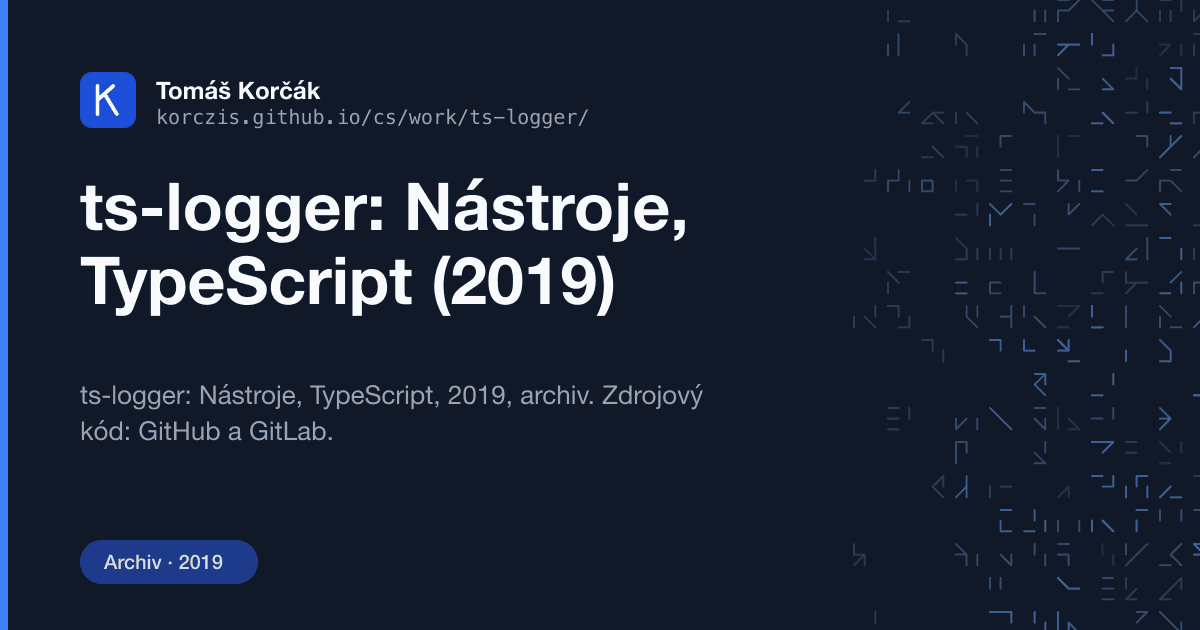 K
Tomáš Korčák
korczis.github.io/cs/work/ts-logger/
ts-logger: Nástroje,
TypeScript (2019)
ts-logger: Nástroje, TypeScript, 2019, archiv. Zdrojový
kód: GitHub a GitLab.
Archiv · 2019